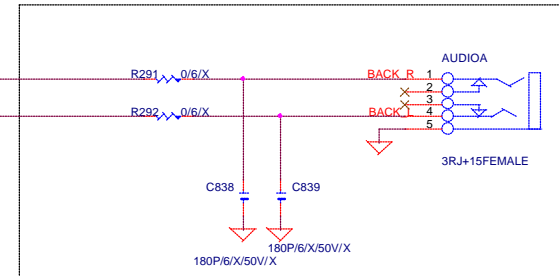 AUDIOA
R291 0/6/X BACK_R 1
2
3
R292 0/6/X BACK_L 4
5
3RJ+15FEMALE
C838 C839
180P/6/X/50V/X
180P/6/X/50V/X